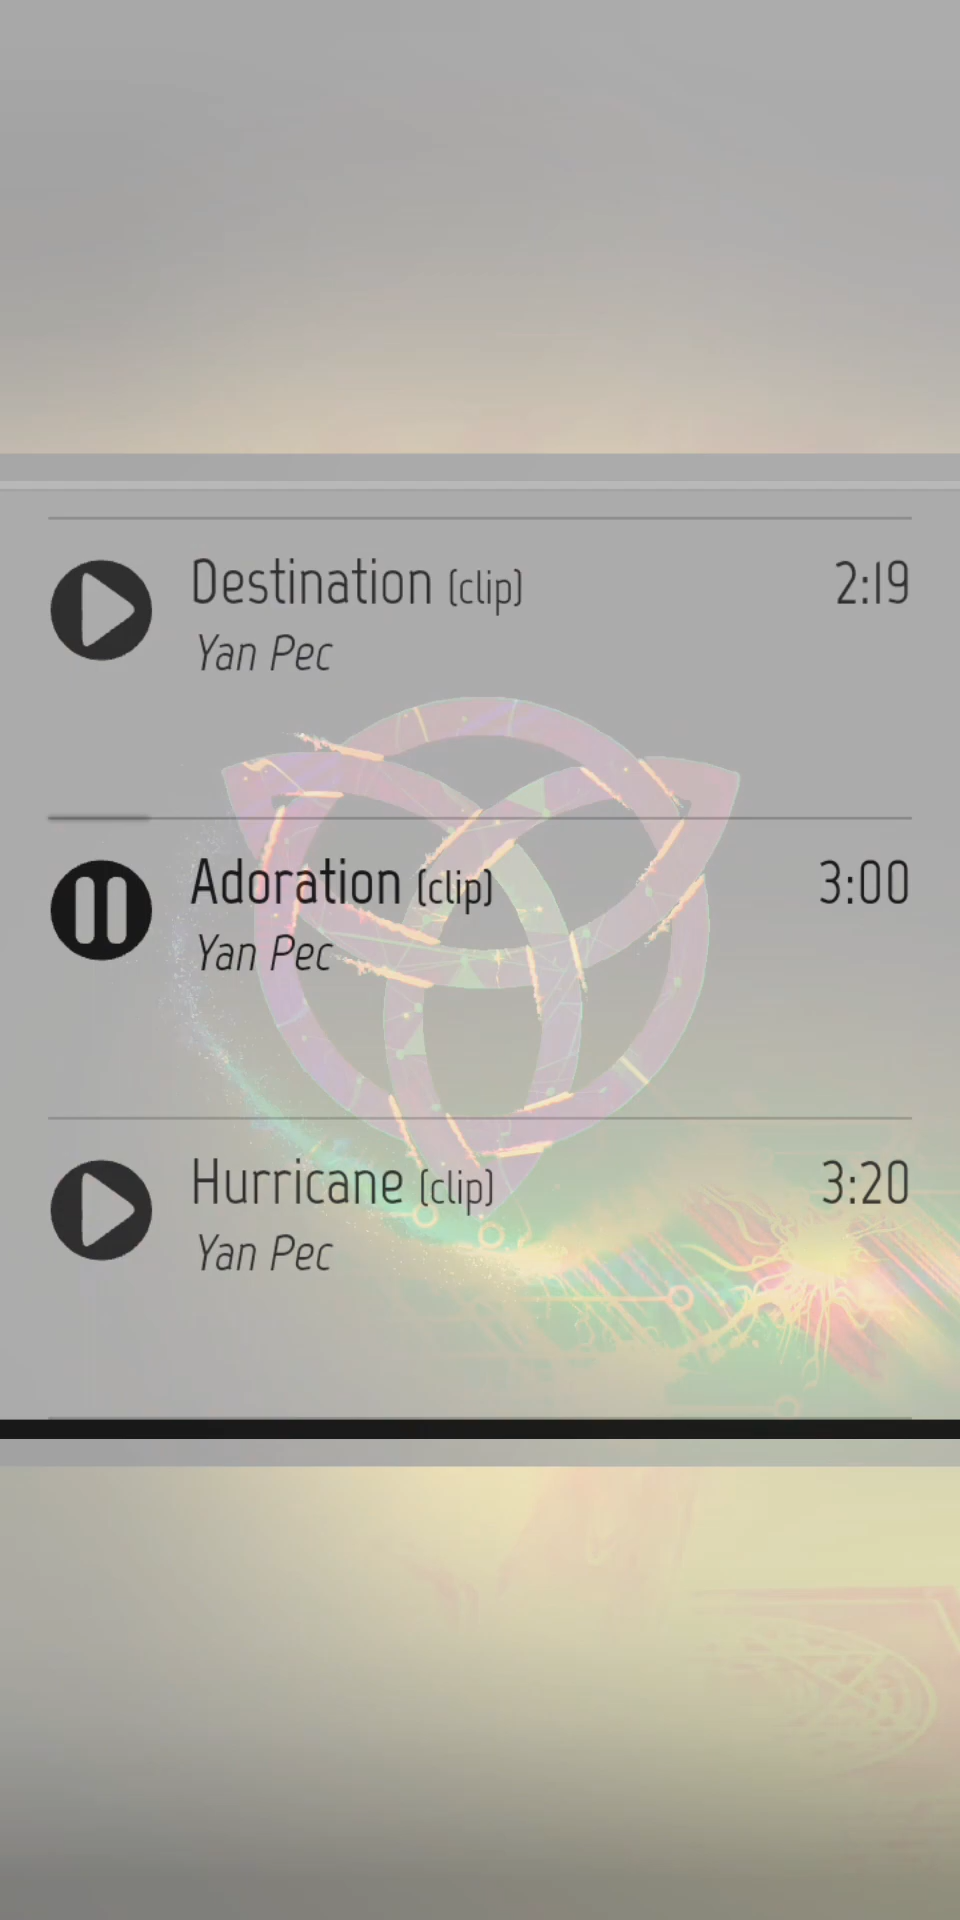 Destination (clip) 2:19
Yan Pec
Adoration (clip) 3:00
Yan Pec
Hurricane (clip) 3:20
Yan Pec